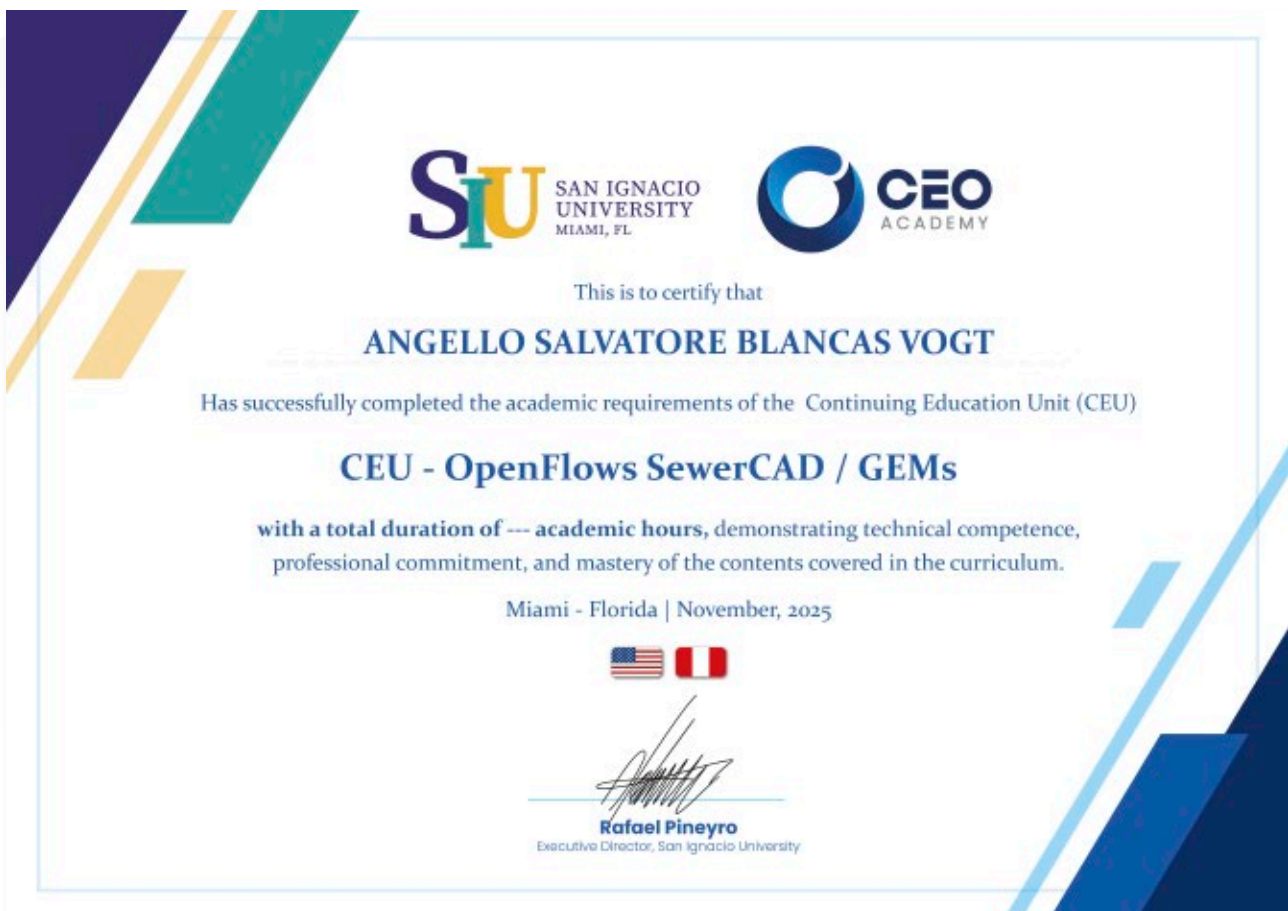 SIU SAN IGNACIO
UNIVERSITY
MIAMI, FL
CEO
ACADEMY
This is to certify that
ANGELLO SALVATORE BLANCAS VOGT
Has successfully completed the academic requirements of the Continuing Education Unit (CEU)
CEU - OpenFlows SewerCAD / GEMs
with a total duration of --- academic hours, demonstrating technical competence,
professional commitment, and mastery of the contents covered in the curriculum.
Miami - Florida | November, 2025
Rafael Pineyro
Executive Director, San Ignacio University